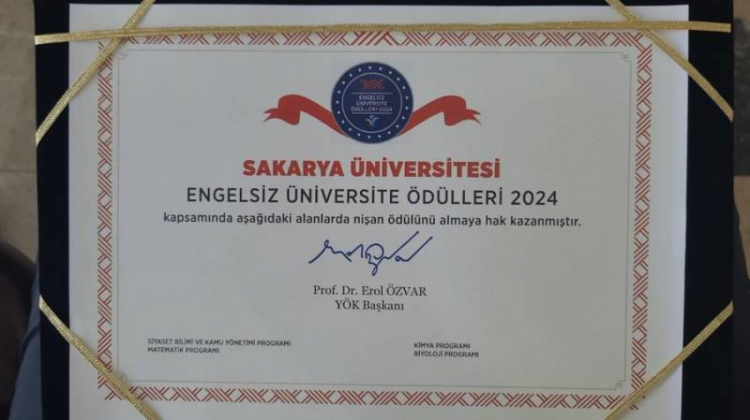 ENGELSİZ
ÜNİVERSİTE
ÖDÜLLERİ-2024
SAKARYA ÜNİVERSİTESİ
ENGELSİZ ÜNİVERSİTE ÖDÜLLERİ 2024
kapsamında aşağıdaki alanlarda nişan ödülünü almaya hak kazanmıştır.
Prof. Dr. Erol ÖZVAR
YÖK Başkanı
SİYASET BİLİMİ VE KAMU YÖNETİMİ PROGRAMI
MATEMATİK PROGRAMI
KİMYA PROGRAMI
BİYOLOJİ PROGRAMI